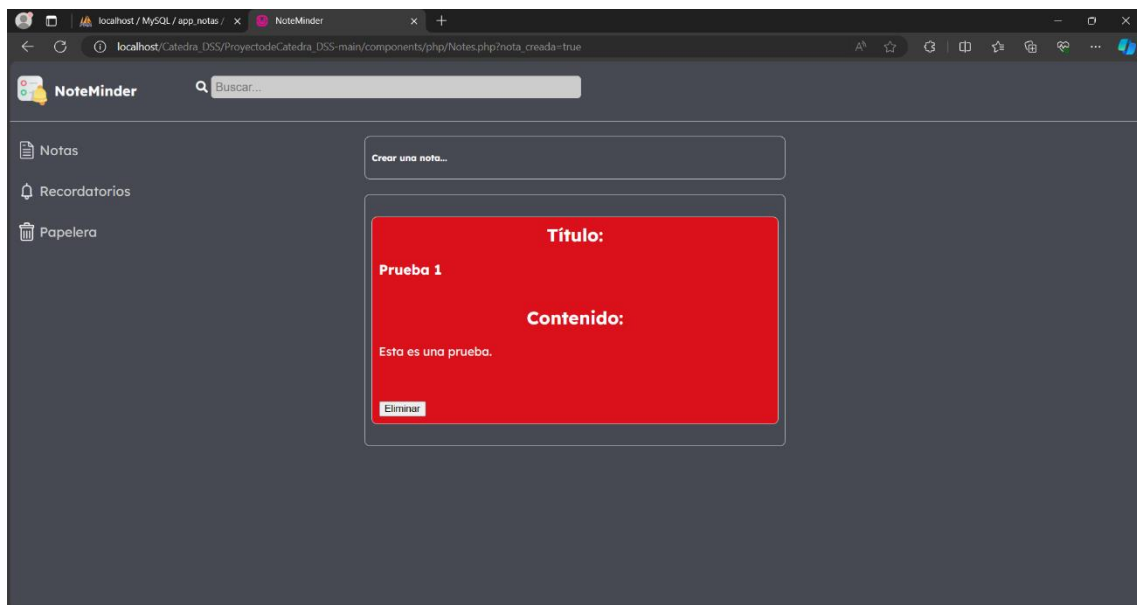 localhost / MySQL / app_notas /
NoteMinder
localhost/Catedra_DSS/ProyectodeCatedra_DSS-main/components/php/Notes.php?nota_creada=true
NoteMinder
Buscar...
Notas
Recordatorios
Papelera
Crear una nota...
Título:
Prueba 1
Contenido:
Esta es una prueba.
Eliminar